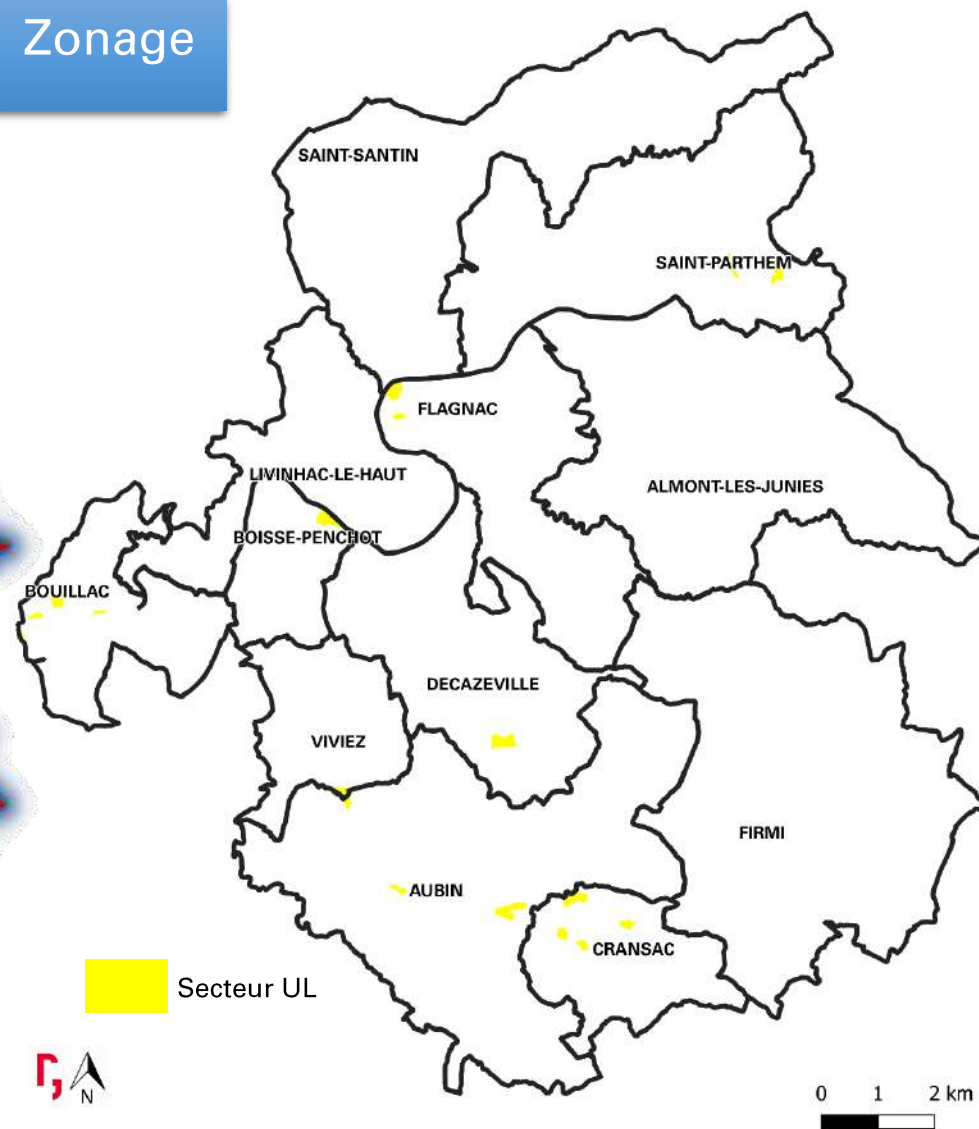 Zonage
SAINT-SANTIN
SAINT-PARTHEM
FLAGNAC
LIVINHAC-LE-HAUT
ALMONT-LES-JUNIES
BOISSE-PENCHOT
BOUILLAC
DECAZEVILLE
VIVIEZ
FIRMI
AUBIN
CRANSAC
Secteur UL
N
0 1 2 km